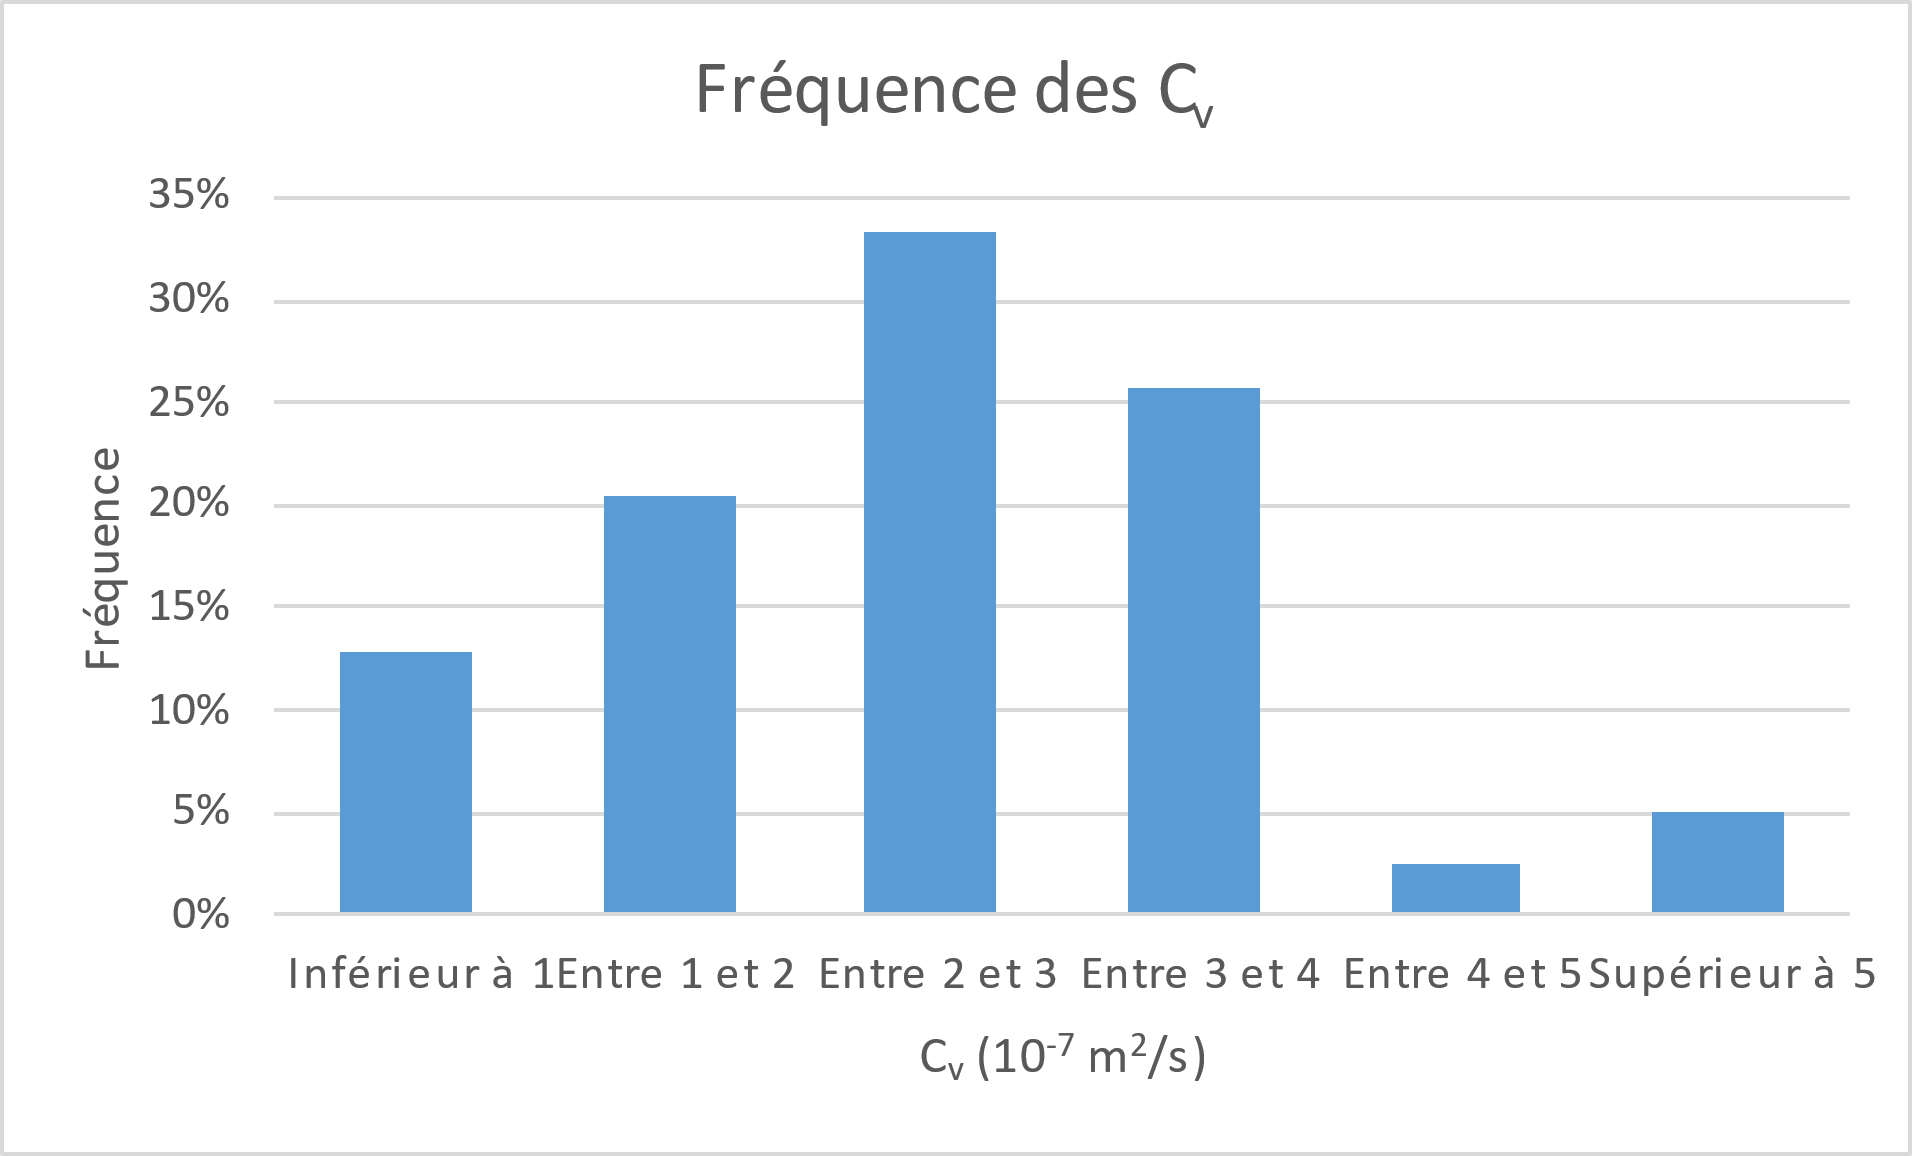 Fréquence des Cv
35%
30%
25%
20%
15%
10%
5%
0%
Fréquence
Inférieur à 1 Entre 1 et 2 Entre 2 et 3 Entre 3 et 4 Entre 4 et 5 Supérieur à 5
Cv (10⁻⁷ m²/s)